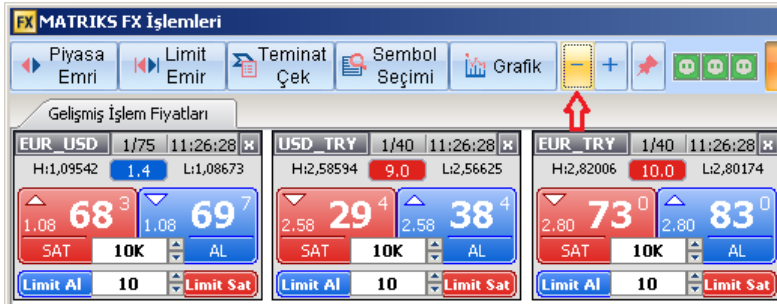 FX MATRIKS FX İşlemleri
Piyasa Emri Limit Emir Teminat Çek Sembol Seçimi Grafik − +
Gelişmiş İşlem Fiyatları
EUR_USD 1/75 11:26:28 x USD_TRY 1/40 11:26:28 x EUR_TRY 1/40 11:26:28 x
H:1,09542 1.4 L:1,08673 H:2,58594 9.0 L:2,56625 H:2,82006 10.0 L:2,80174
1.08 68 3 1.08 69 7 2.58 29 4 2.58 38 4 2.80 73 0 2.80 83 0
SAT 10K AL SAT 10K AL SAT 10K AL
Limit Al 10 Limit Sat Limit Al 10 Limit Sat Limit Al 10 Limit Sat